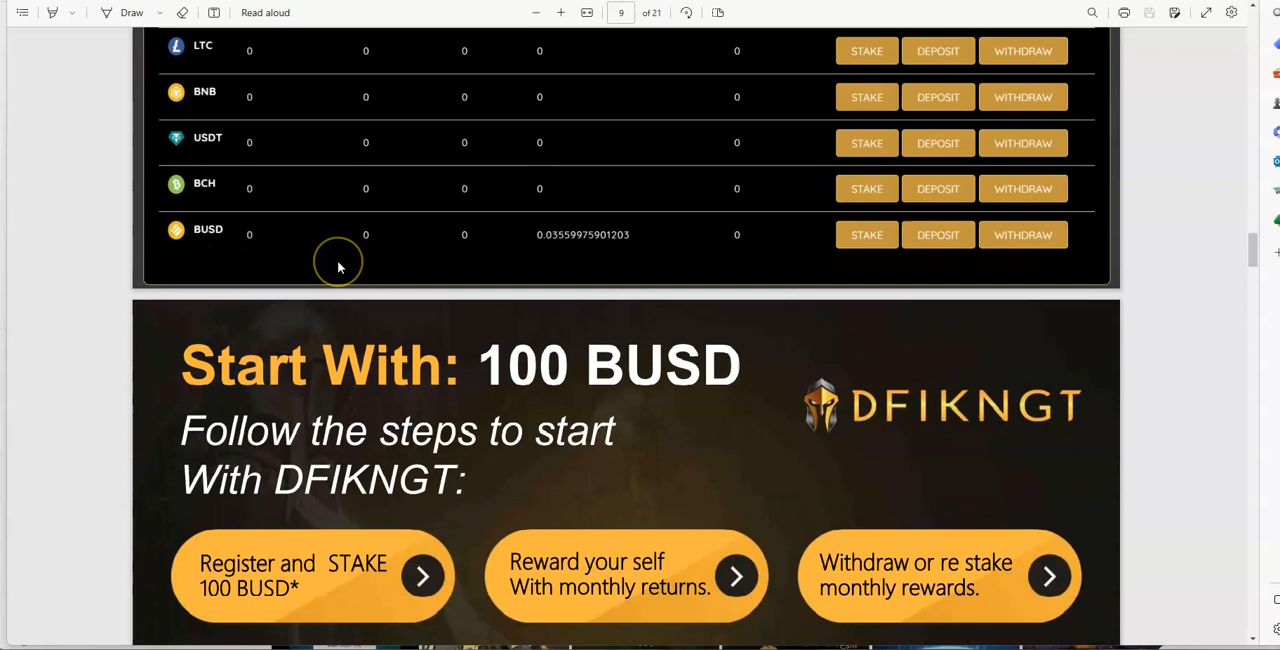 Draw
Read aloud
9 of 21
LTC 0 0 0 0 STAKE DEPOSIT WITHDRAW
BNB 0 0 0 0 STAKE DEPOSIT WITHDRAW
USDT 0 0 0 0 STAKE DEPOSIT WITHDRAW
BCH 0 0 0 0 STAKE DEPOSIT WITHDRAW
BUSD 0 0 0 0.03559975901203 0 STAKE DEPOSIT WITHDRAW
Start With: 100 BUSD
DFIKNGT
Follow the steps to start
With DFIKNGT:
Register and STAKE
100 BUSD*
Reward your self
With monthly returns.
Withdraw or re stake
monthly rewards.